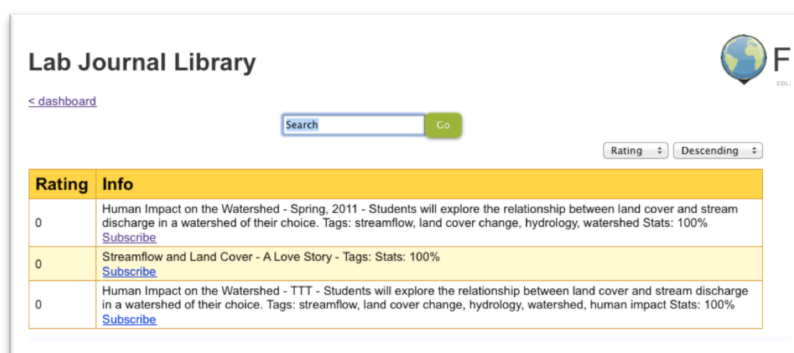 Lab Journal Library
F
COL
< dashboard
Search
Go
Rating
Descending
Rating Info
0
Human Impact on the Watershed - Spring, 2011 - Students will explore the relationship between land cover and stream
discharge in a watershed of their choice. Tags: streamflow, land cover change, hydrology, watershed Stats: 100%
Subscribe
0
Streamflow and Land Cover - A Love Story - Tags: Stats: 100%
Subscribe
0
Human Impact on the Watershed - TTT - Students will explore the relationship between land cover and stream discharge
in a watershed of their choice. Tags: streamflow, land cover change, hydrology, watershed, human impact Stats: 100%
Subscribe